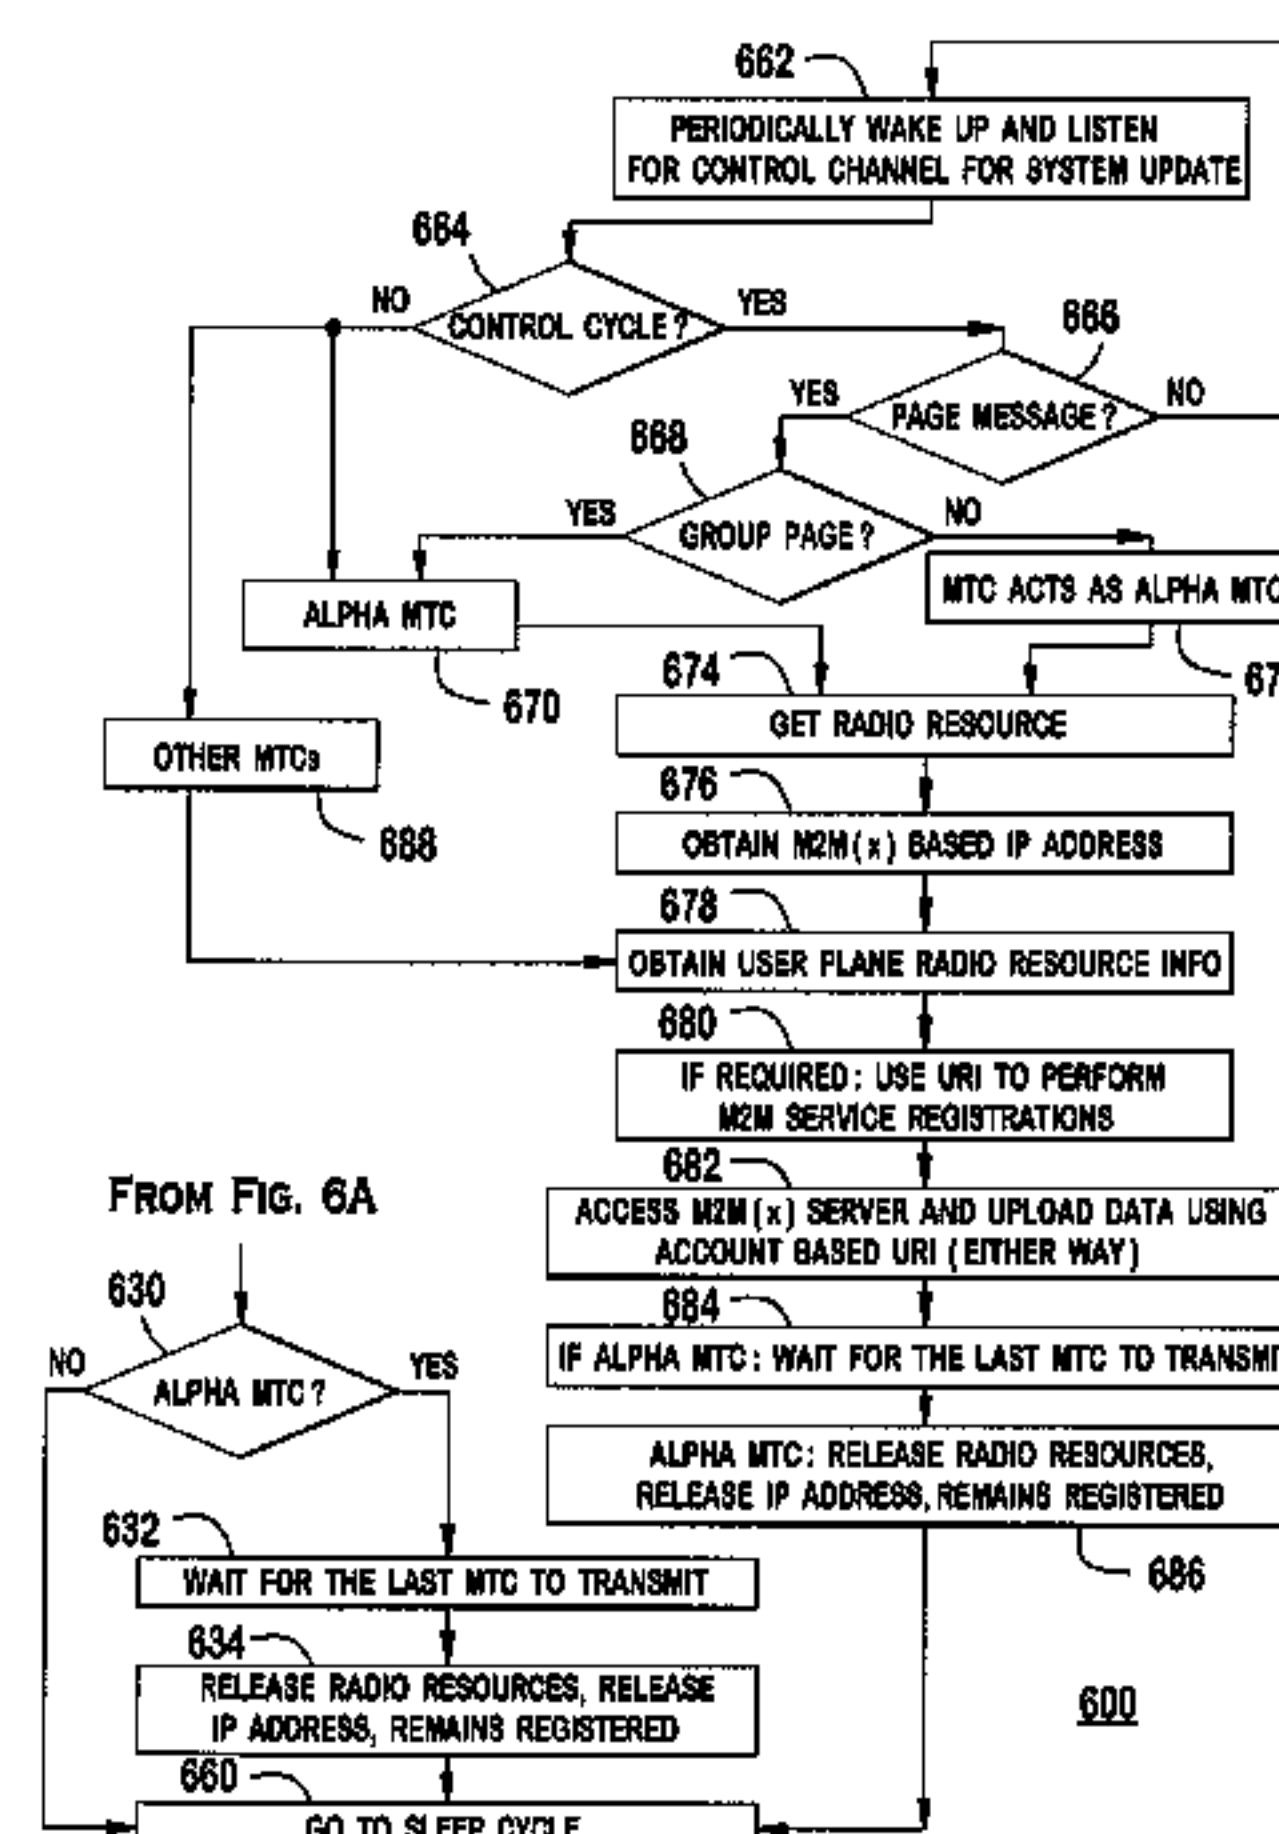 662
PERIODICALLY WAKE UP AND LISTEN
FOR CONTROL CHANNEL FOR SYSTEM UPDATE
664
NO
CONTROL CYCLE?
YES
666
YES
PAGE MESSAGE?
NO
668
YES
GROUP PAGE?
NO
ALPHA MTC
MTC ACTS AS ALPHA MTC
670
674
67
GET RADIO RESOURCE
OTHER MTCs
688
676
OBTAIN M2M(x) BASED IP ADDRESS
678
OBTAIN USER PLANE RADIO RESOURCE INFO
680
IF REQUIRED: USE URI TO PERFORM
M2M SERVICE REGISTRATIONS
682
ACCESS M2M(x) SERVER AND UPLOAD DATA USING
ACCOUNT BASED URI (EITHER WAY)
684
IF ALPHA MTC: WAIT FOR THE LAST MTC TO TRANSMI
ALPHA MTC: RELEASE RADIO RESOURCES,
RELEASE IP ADDRESS, REMAINS REGISTERED
686
FROM FIG. 6A
630
NO
ALPHA MTC?
YES
632
WAIT FOR THE LAST MTC TO TRANSMIT
634
RELEASE RADIO RESOURCES, RELEASE
IP ADDRESS, REMAINS REGISTERED
660
GO TO SLEEP CYCLE
600